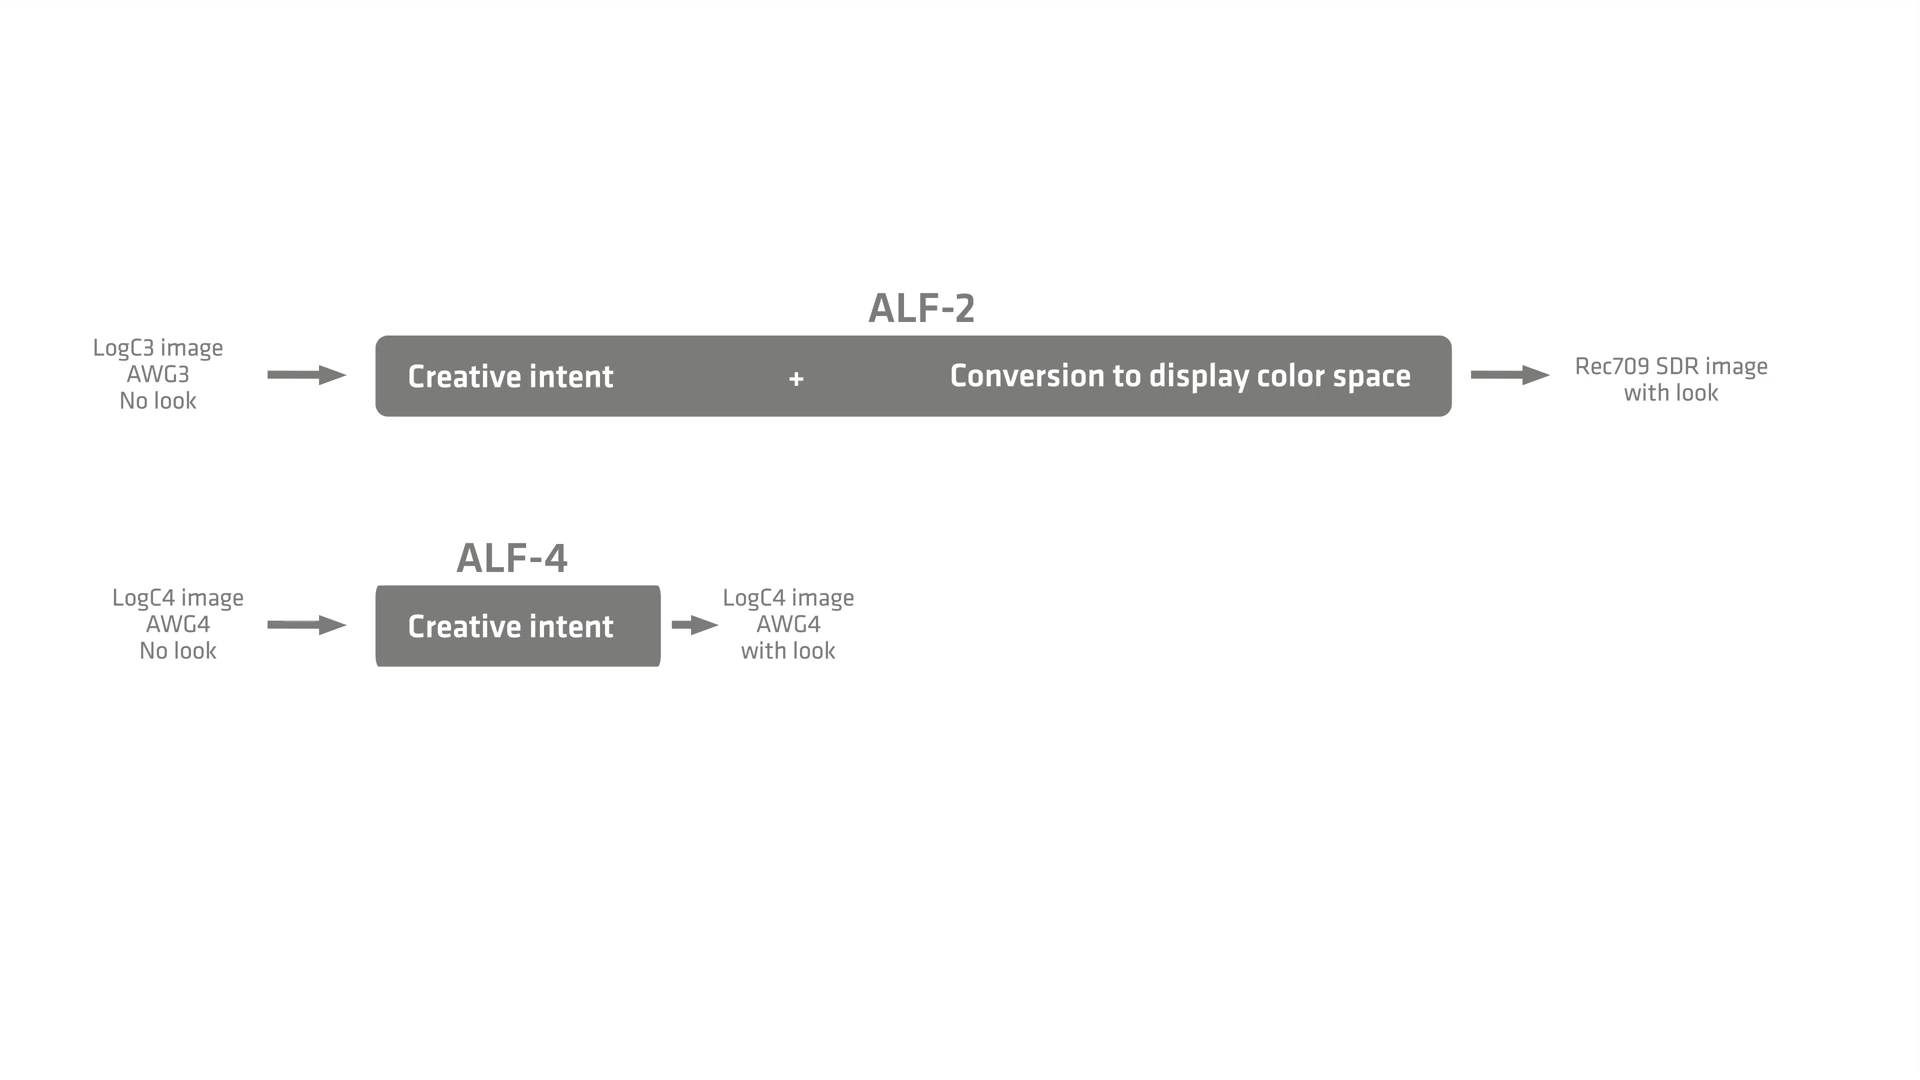 ALF-2
LogC3 image
AWG3
No look
Creative intent + Conversion to display color space
Rec709 SDR image
with look
ALF-4
LogC4 image
AWG4
No look
Creative intent
LogC4 image
AWG4
with look